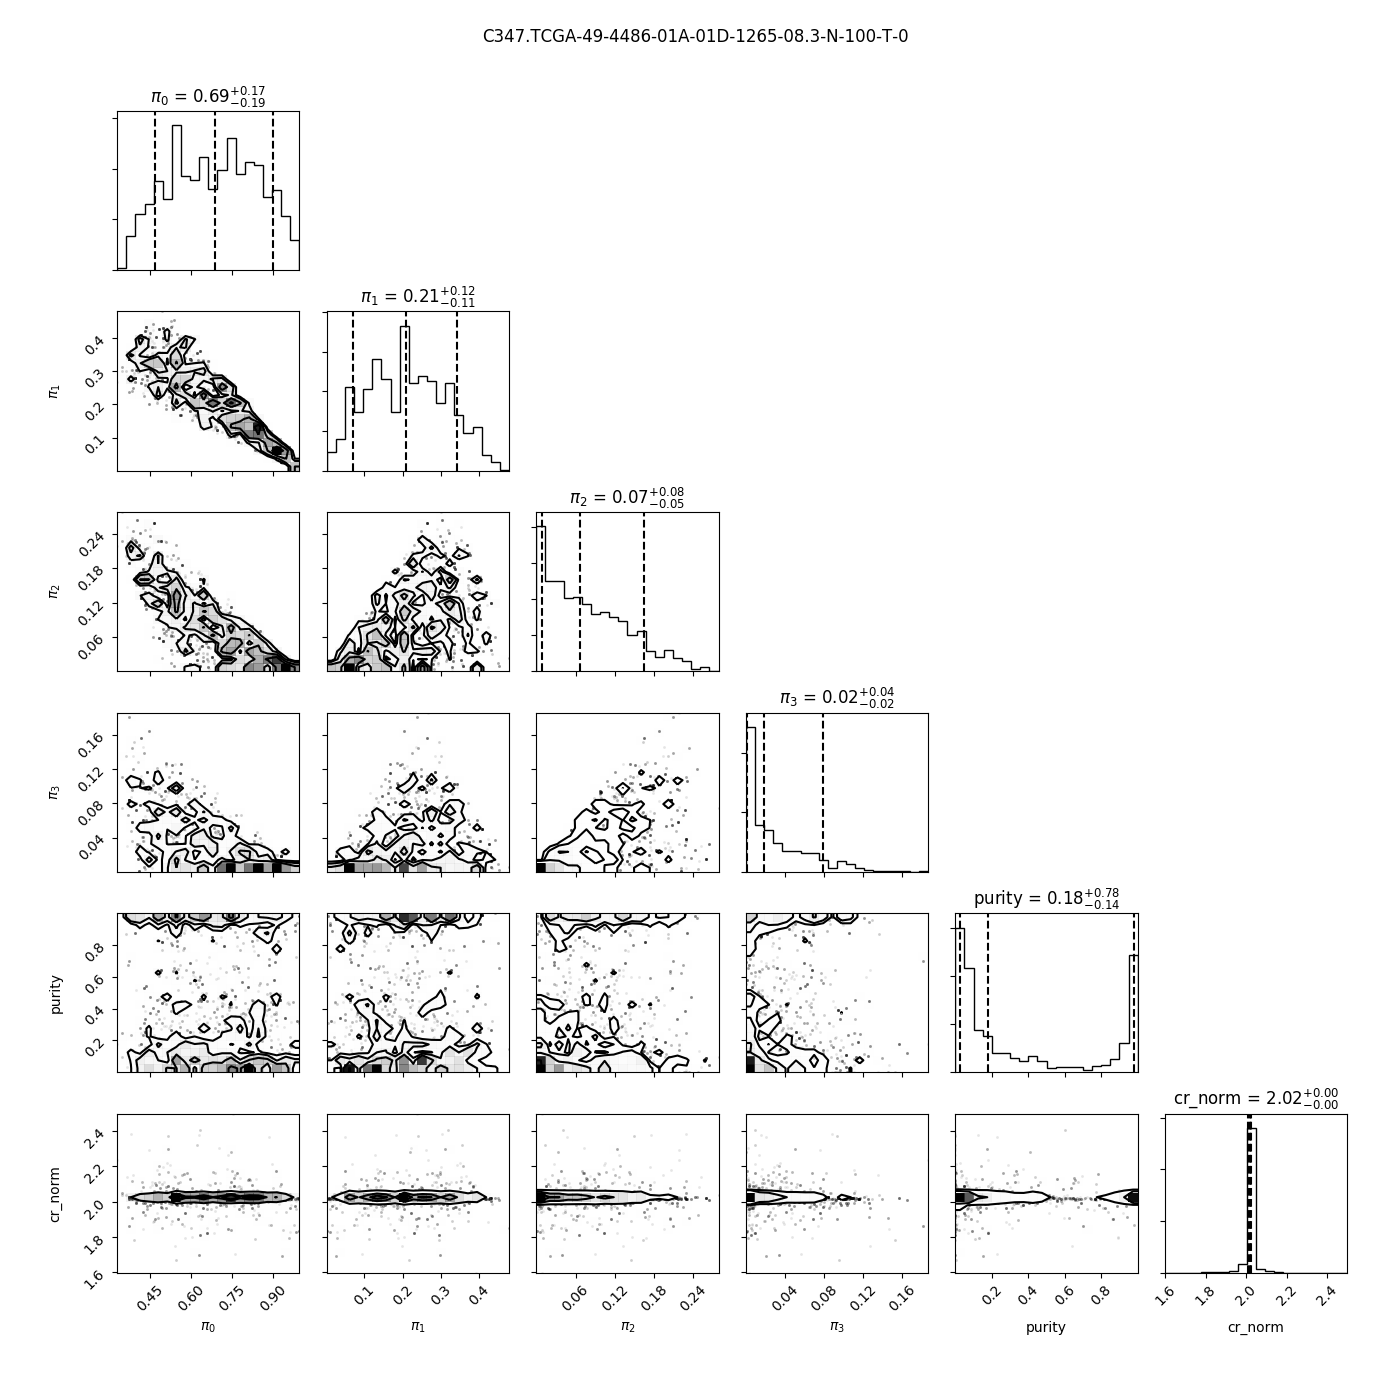 C347.TCGA-49-4486-01A-01D-1265-08.3-N-100-T-0
π₀ = 0.69 +0.17 −0.19
π₁ = 0.21 +0.12 −0.11
π₁
0.4
0.3
0.2
0.1
π₂ = 0.07 +0.08 −0.05
π₂
0.24
0.18
0.12
0.06
π₃ = 0.02 +0.04 −0.02
π₃
0.16
0.12
0.08
0.04
purity = 0.18 +0.78 −0.14
purity
0.8
0.6
0.4
0.2
cr_norm = 2.02 +0.00 −0.00
cr_norm
2.4
2.2
2.0
1.8
1.6
0.45 0.60 0.75 0.90
0.1 0.2 0.3 0.4
0.06 0.12 0.18 0.24
0.04 0.08 0.12 0.16
0.2 0.4 0.6 0.8
1.6 1.8 2.0 2.2 2.4
π₀ π₁ π₂ π₃ purity cr_norm